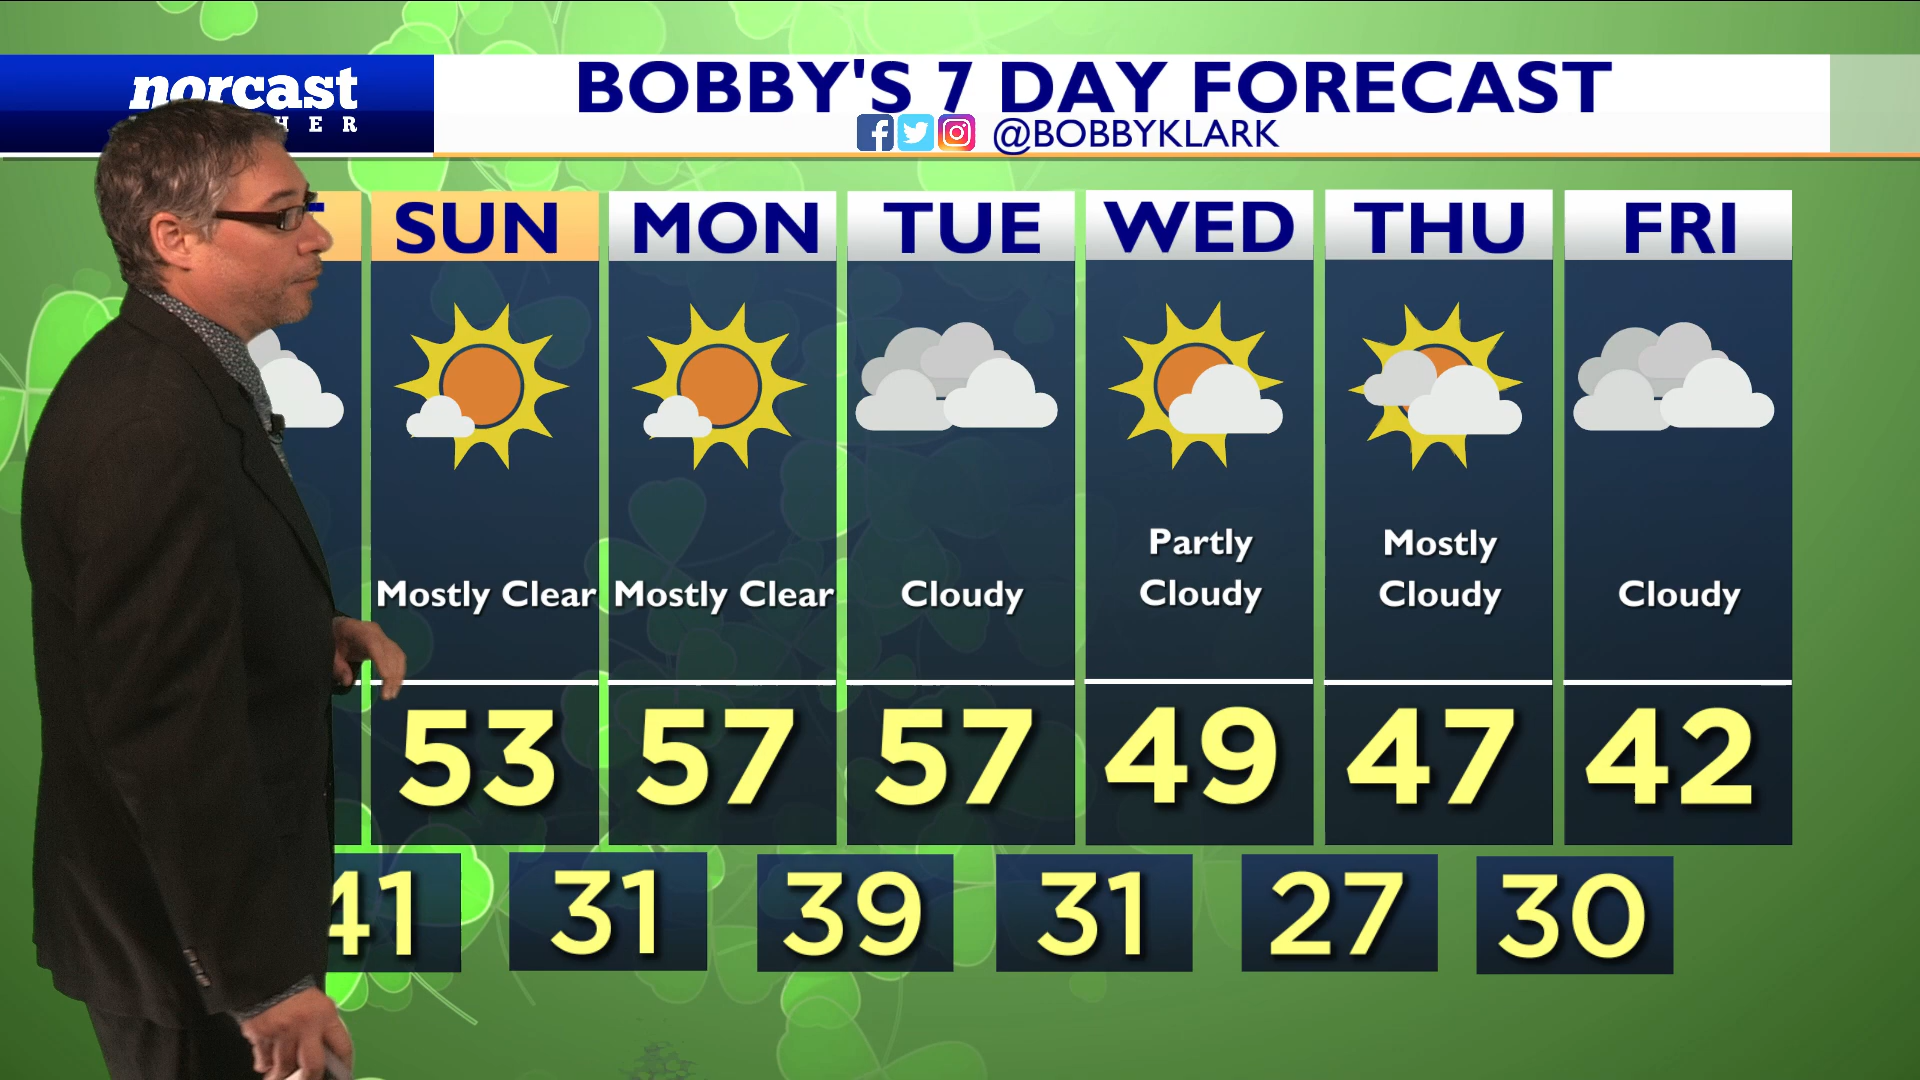 norcast
BOBBY'S 7 DAY FORECAST
@BOBBYKLARK
SUN MON TUE WED THU FRI
Partly Mostly
Mostly Clear Mostly Clear Cloudy Cloudy Cloudy Cloudy
53 57 57 49 47 42
41 31 39 31 27 30